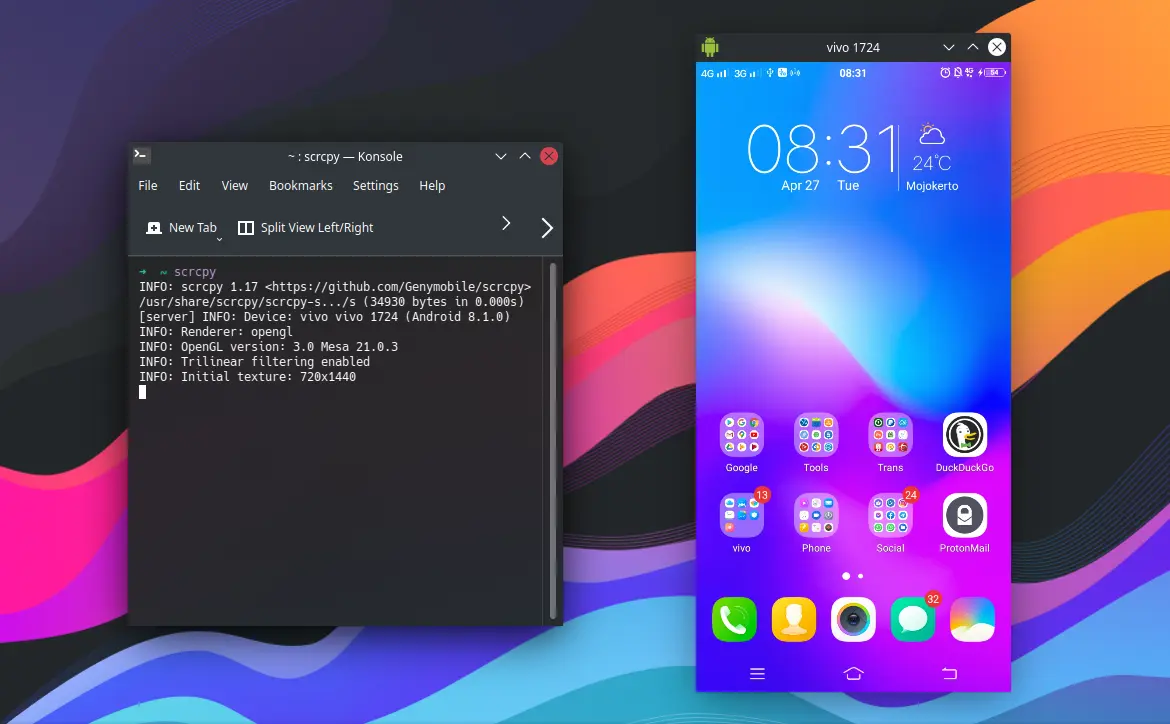 ~ : scrcpy — Konsole
File Edit View Bookmarks Settings Help
New Tab Split View Left/Right
➜ ~ scrcpy
INFO: scrcpy 1.17 <https://github.com/Genymobile/scrcpy>
/usr/share/scrcpy/scrcpy-s.../s (34930 bytes in 0.000s)
[server] INFO: Device: vivo vivo 1724 (Android 8.1.0)
INFO: Renderer: opengl
INFO: OpenGL version: 3.0 Mesa 21.0.3
INFO: Trilinear filtering enabled
INFO: Initial texture: 720x1440
vivo 1724
4G 3G 08:31 4G 54
08:31
24°C
Apr 27 Tue Mojokerto
Google Tools Trans DuckDuckGo
13 24
vivo Phone Social ProtonMail
32